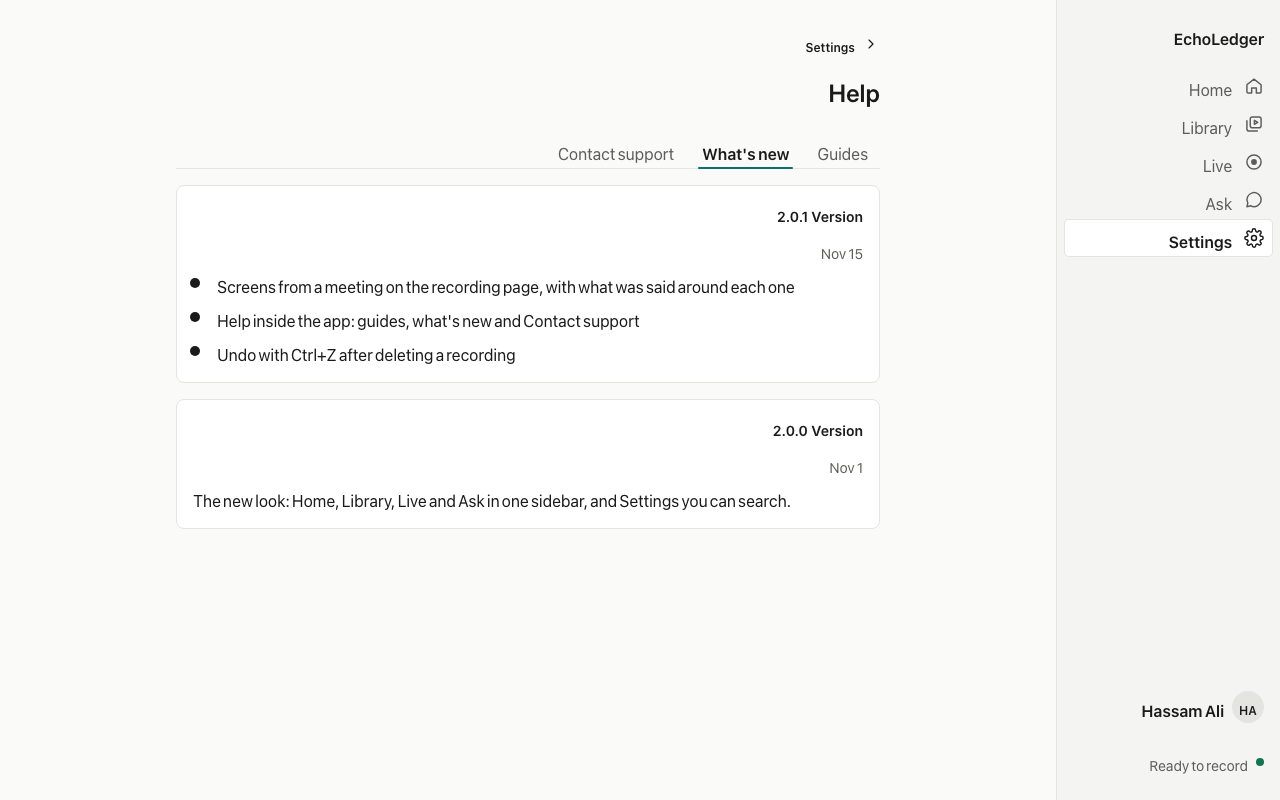 EchoLedger
Home
Library
Live
Ask
Settings
Hassam Ali
HA
Ready to record
Settings
Help
Guides
What's new
Contact support
2.0.1 Version
Nov 15
Screens from a meeting on the recording page, with what was said around each one
Help inside the app: guides, what's new and Contact support
Undo with Ctrl+Z after deleting a recording
2.0.0 Version
Nov 1
The new look: Home, Library, Live and Ask in one sidebar, and Settings you can search.